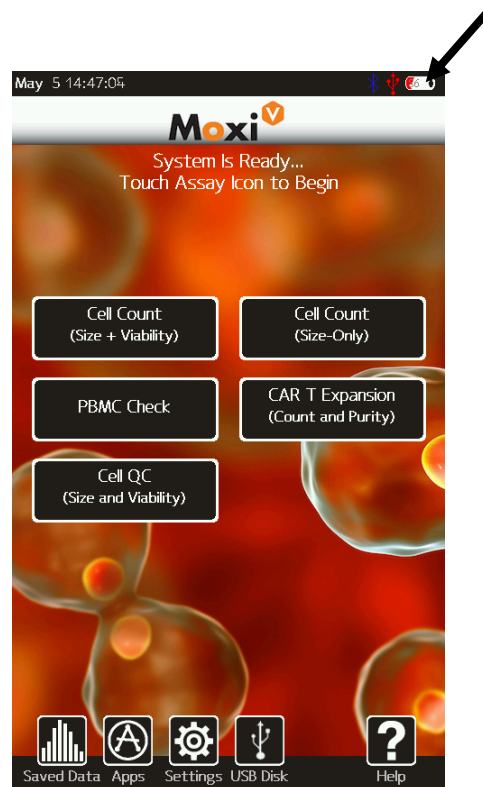 May 5 14:47:05
Moxi V
System Is Ready...
Touch Assay Icon to Begin
Cell Count
(Size + Viability)
Cell Count
(Size-Only)
PBMC Check
CAR T Expansion
(Count and Purity)
Cell QC
(Size and Viability)
Saved Data Apps Settings USB Disk Help